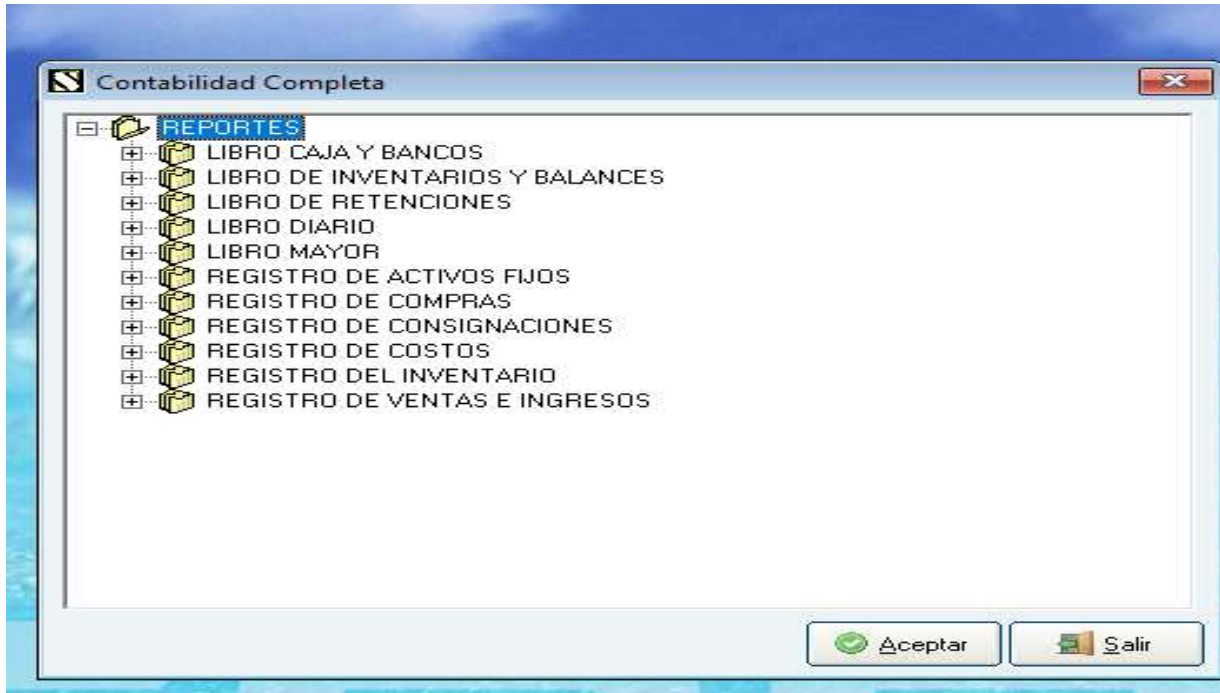 Contabilidad Completa
REPORTES
LIBRO CAJA Y BANCOS
LIBRO DE INVENTARIOS Y BALANCES
LIBRO DE RETENCIONES
LIBRO DIARIO
LIBRO MAYOR
REGISTRO DE ACTIVOS FIJOS
REGISTRO DE COMPRAS
REGISTRO DE CONSIGNACIONES
REGISTRO DE COSTOS
REGISTRO DEL INVENTARIO
REGISTRO DE VENTAS E INGRESOS
Aceptar Salir